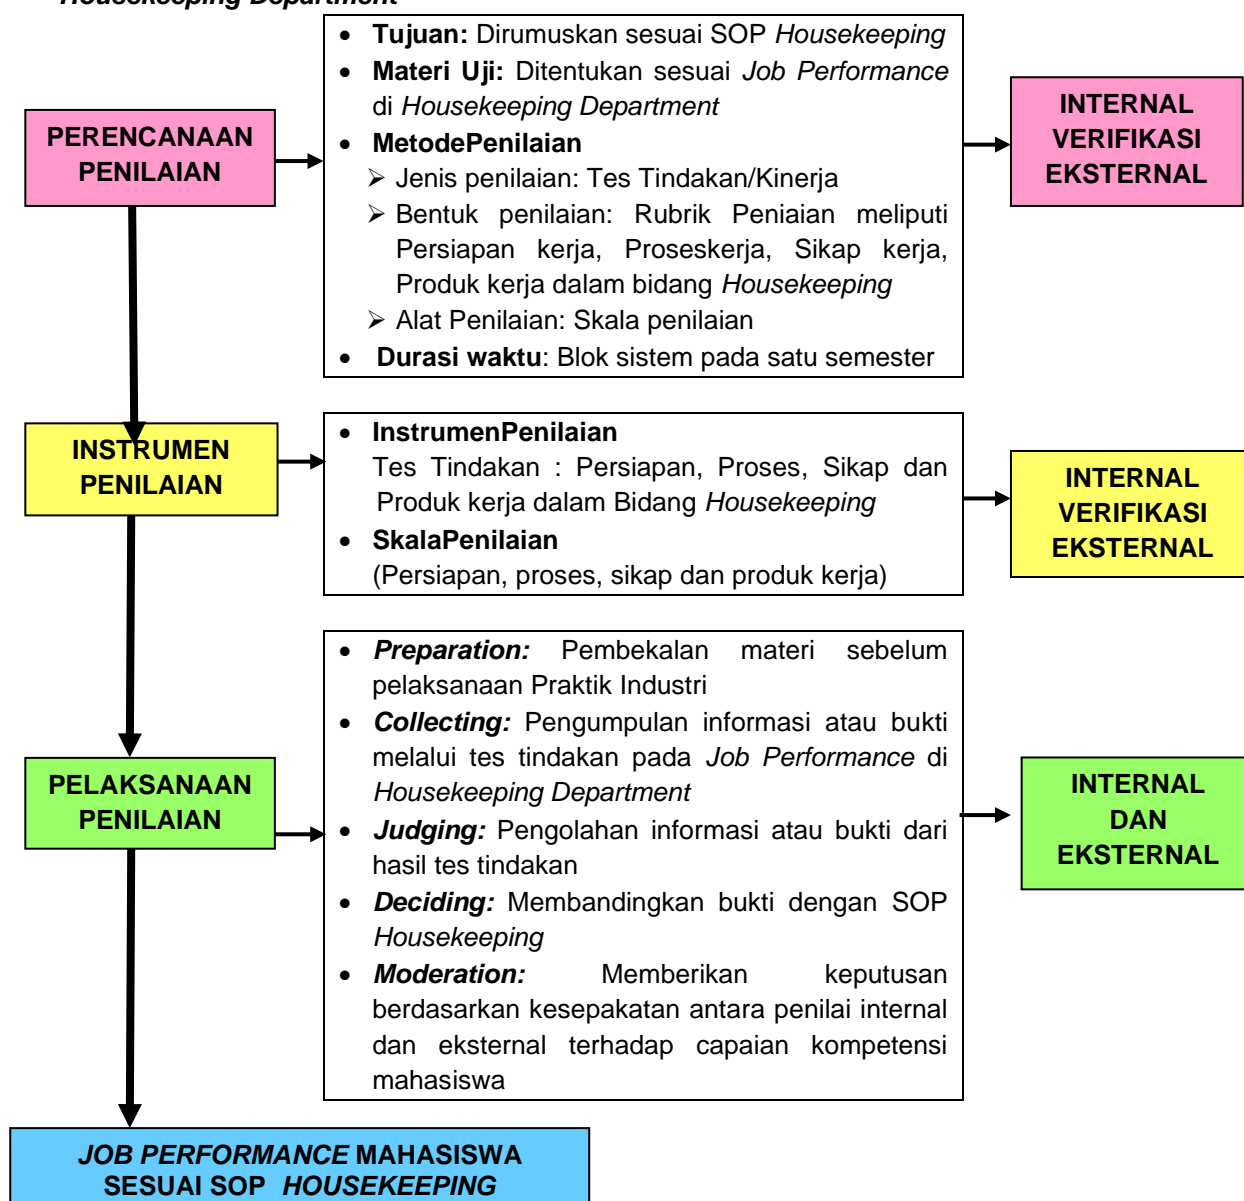 Housekeeping Department
• Tujuan: Dirumuskan sesuai SOP Housekeeping
• Materi Uji: Ditentukan sesuai Job Performance
di Housekeeping Department
• MetodePenilaian
➢ Jenis penilaian: Tes Tindakan/Kinerja
➢ Bentuk penilaian: Rubrik Peniaian meliputi
Persiapan kerja, Proseskerja, Sikap kerja,
Produk kerja dalam bidang Housekeeping
➢ Alat Penilaian: Skala penilaian
• Durasi waktu: Blok sistem pada satu semester
PERENCANAAN
PENILAIAN
INTERNAL
VERIFIKASI
EKSTERNAL
INSTRUMEN
PENILAIAN
• InstrumenPenilaian
Tes Tindakan : Persiapan, Proses, Sikap dan
Produk kerja dalam Bidang Housekeeping
• SkalaPenilaian
(Persiapan, proses, sikap dan produk kerja)
INTERNAL
VERIFIKASI
EKSTERNAL
PELAKSANAAN
PENILAIAN
• Preparation: Pembekalan materi sebelum
pelaksanaan Praktik Industri
• Collecting: Pengumpulan informasi atau bukti
melalui tes tindakan pada Job Performance di
Housekeeping Department
• Judging: Pengolahan informasi atau bukti dari
hasil tes tindakan
• Deciding: Membandingkan bukti dengan SOP
Housekeeping
• Moderation: Memberikan keputusan
berdasarkan kesepakatan antara penilai internal
dan eksternal terhadap capaian kompetensi
mahasiswa
INTERNAL
DAN
EKSTERNAL
JOB PERFORMANCE MAHASISWA
SESUAI SOP HOUSEKEEPING